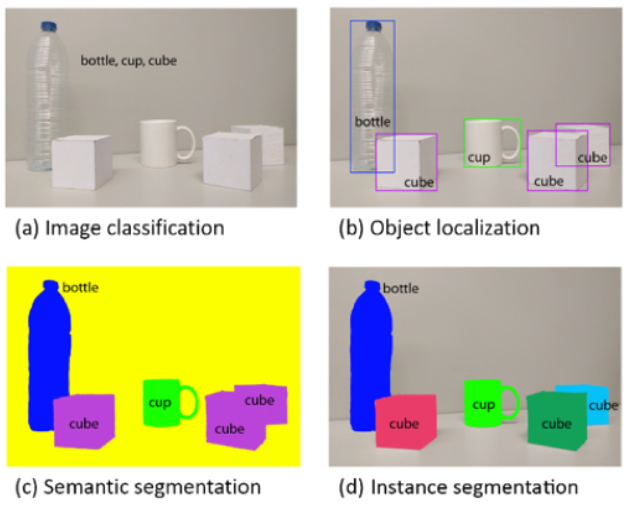 bottle, cup, cube
bottle
cup
cube
cube
cube
(a) Image classification
(b) Object localization
bottle
cup
cube
cube
cube
bottle
cup
cube
cube
cube
(c) Semantic segmentation
(d) Instance segmentation